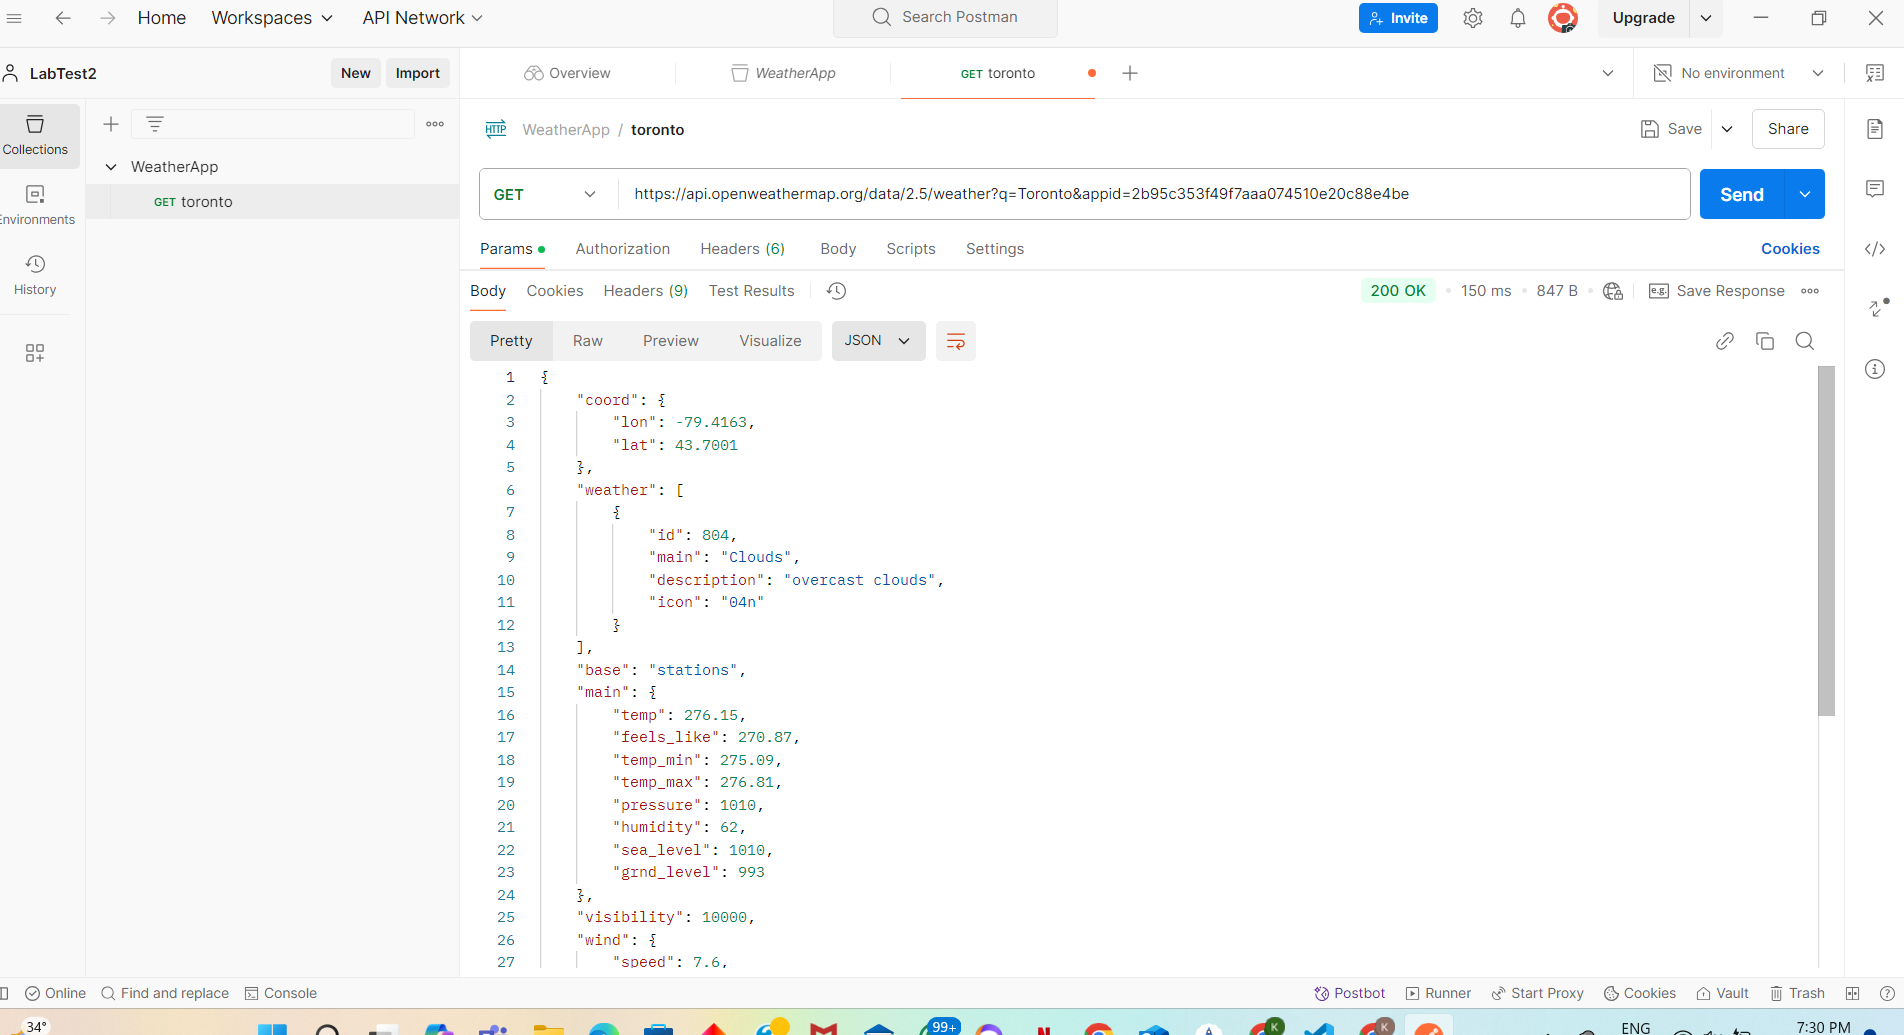 Home Workspaces API Network Search Postman Invite Upgrade
LabTest2 New Import Overview WeatherApp GET toronto No environment
Collections
WeatherApp / toronto Save Share
WeatherApp
GET toronto
Environments
History
GET https://api.openweathermap.org/data/2.5/weather?q=Toronto&appid=2b95c353f49f7aaa074510e20c88e4be Send
Params Authorization Headers (6) Body Scripts Settings Cookies
Body Cookies Headers (9) Test Results 200 OK 150 ms 847 B e.g. Save Response
Pretty Raw Preview Visualize JSON
1 {
2 "coord": {
3 "lon": -79.4163,
4 "lat": 43.7001
5 },
6 "weather": [
7 {
8 "id": 804,
9 "main": "Clouds",
10 "description": "overcast clouds",
11 "icon": "04n"
12 }
13 ],
14 "base": "stations",
15 "main": {
16 "temp": 276.15,
17 "feels_like": 270.87,
18 "temp_min": 275.09,
19 "temp_max": 276.81,
20 "pressure": 1010,
21 "humidity": 62,
22 "sea_level": 1010,
23 "grnd_level": 993
24 },
25 "visibility": 10000,
26 "wind": {
27 "speed": 7.6,
Online Find and replace Console Postbot Runner Start Proxy Cookies Vault Trash
34° 99+ K K ENG 7:30 PM